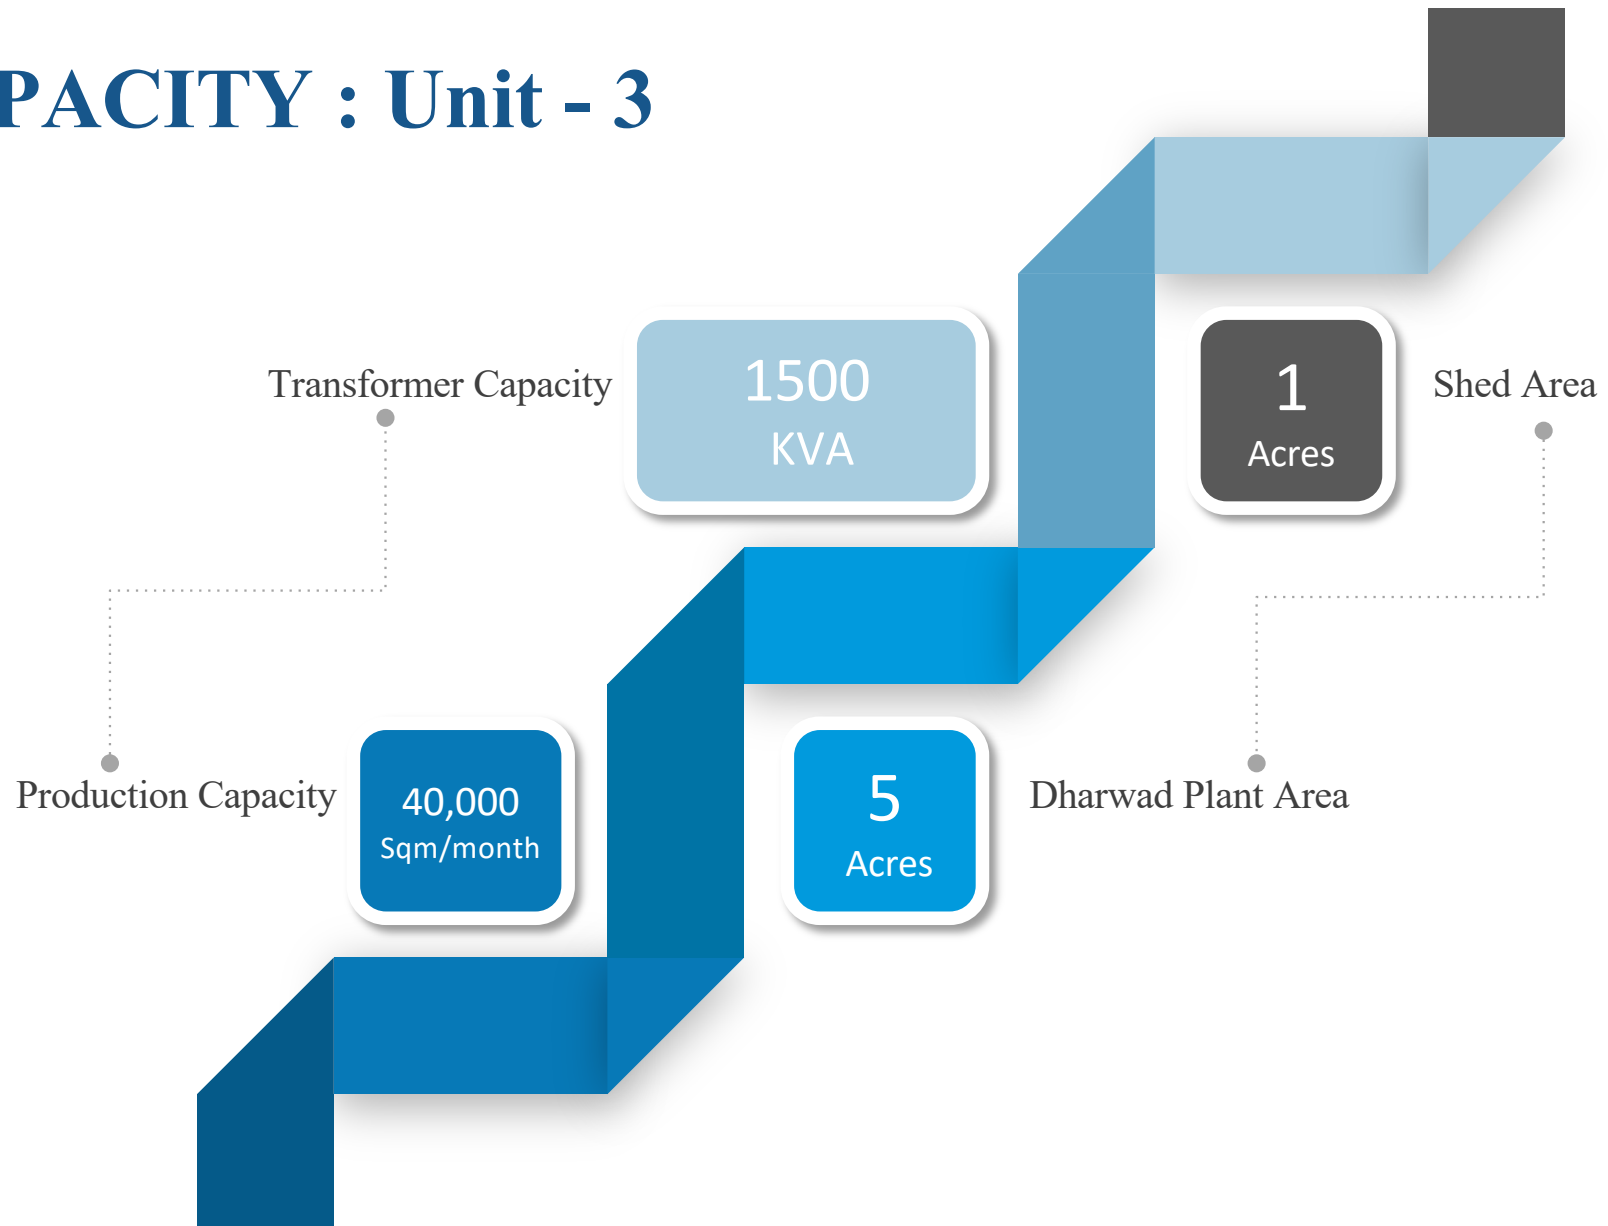 PACITY : Unit - 3
Transformer Capacity
1500
KVA
1
Acres
Shed Area
Production Capacity
40,000
Sqm/month
5
Acres
Dharwad Plant Area